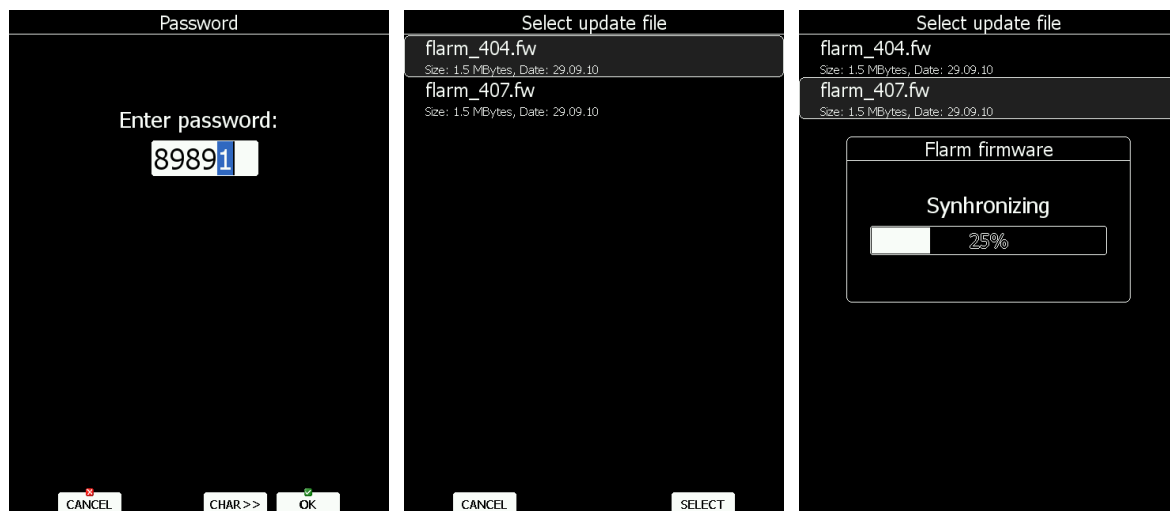 Password
Enter password:
89891
CANCEL
CHAR>>
OK
Select update file
flarm_404.fw
Size: 1.5 MBytes, Date: 29.09.10
flarm_407.fw
Size: 1.5 MBytes, Date: 29.09.10
CANCEL
SELECT
Select update file
flarm_404.fw
Size: 1.5 MBytes, Date: 29.09.10
flarm_407.fw
Size: 1.5 MBytes, Date: 29.09.10
Flarm firmware
Synhronizing
25%